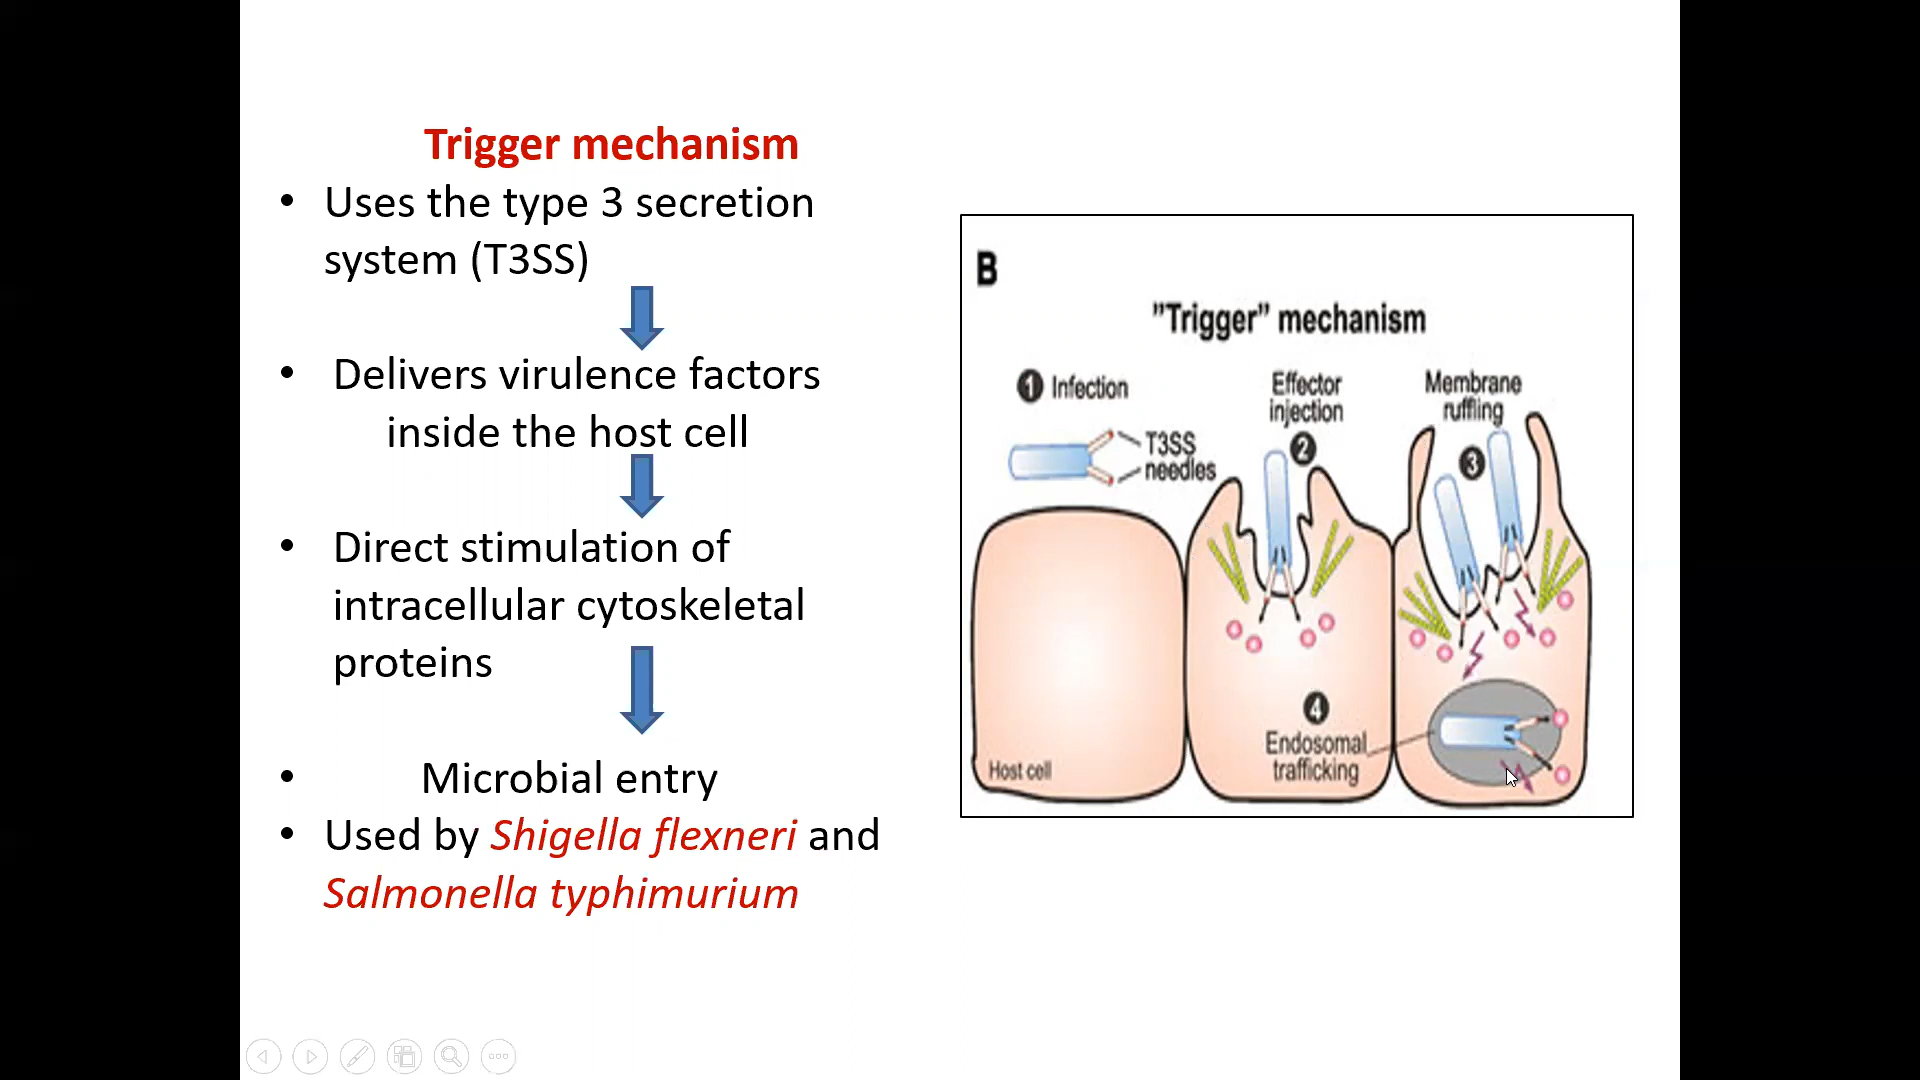 Trigger mechanism
• Uses the type 3 secretion
system (T3SS)
• Delivers virulence factors
inside the host cell
• Direct stimulation of
intracellular cytoskeletal
proteins
• Microbial entry
• Used by Shigella flexneri and
Salmonella typhimurium
B
”Trigger” mechanism
1 Infection
T3SS
needles
Effector
injection
2
Membrane
ruffling
3
4
Endosomal
trafficking
Host cell